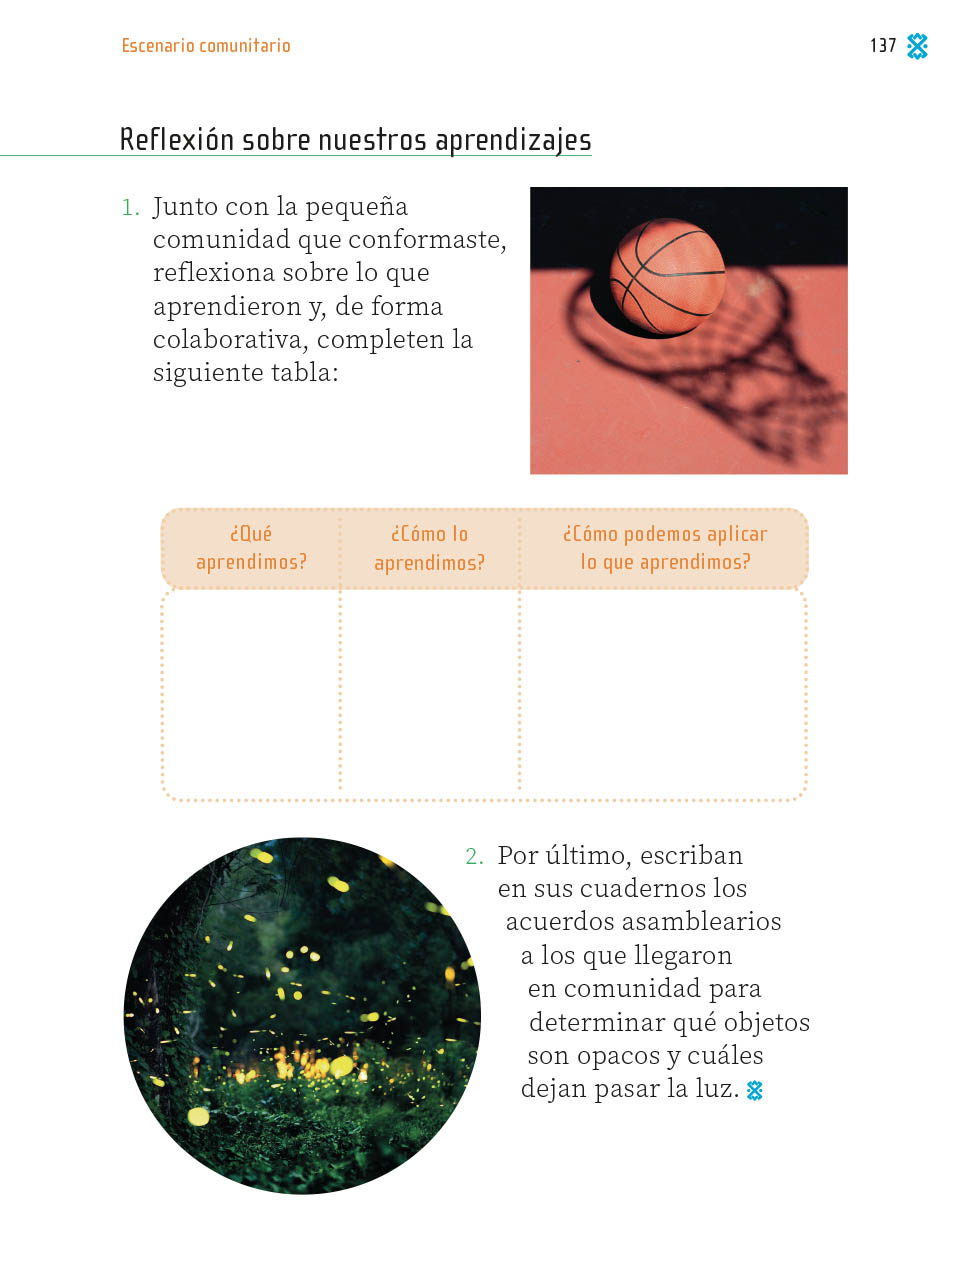 Escenario comunitario
137
Reflexión sobre nuestros aprendizajes
1. Junto con la pequeña
comunidad que conformaste,
reflexiona sobre lo que
aprendieron y, de forma
colaborativa, completen la
siguiente tabla:
¿Qué
aprendimos?
¿Cómo lo
aprendimos?
¿Cómo podemos aplicar
lo que aprendimos?
2. Por último, escriban
en sus cuadernos los
acuerdos asamblearios
a los que llegaron
en comunidad para
determinar qué objetos
son opacos y cuáles
dejan pasar la luz.